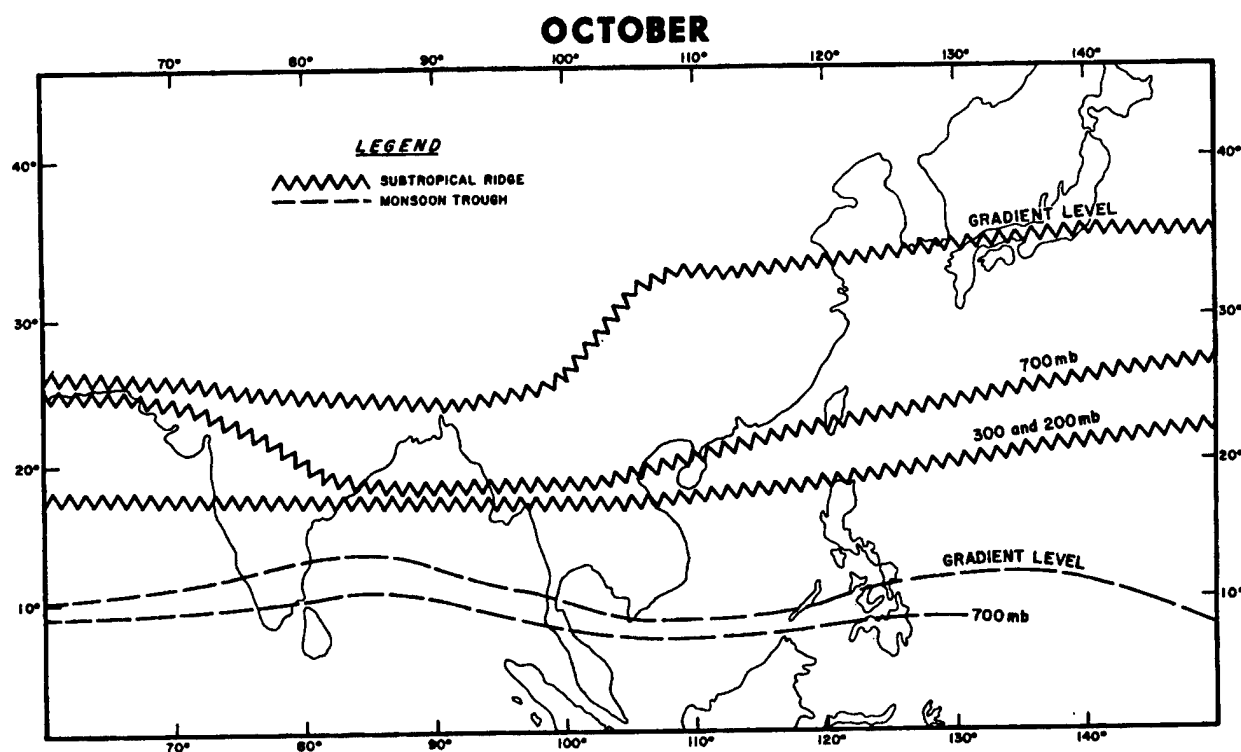 OCTOBER
70° 80° 90° 100° 110° 120° 130° 140°
LEGEND
SUBTROPICAL RIDGE
MONSOON TROUGH
40° 40°
GRADIENT LEVEL
30° 30°
700mb
300 and 200mb
20° 20°
GRADIENT LEVEL
10° 10°
700mb
70° 80° 90° 100° 110° 120° 130° 140°